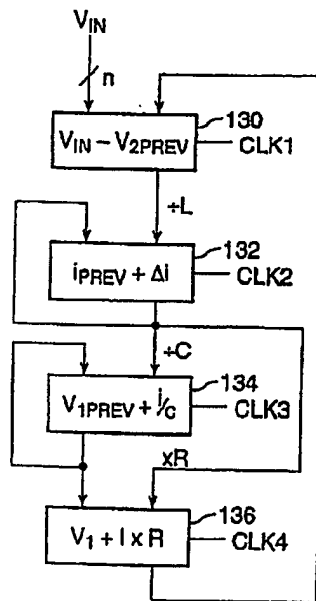 V_IN
n
130
V_IN – V_2PREV
CLK1
÷L
132
i_PREV + Δi
CLK2
÷C
134
V_1PREV + i/C
CLK3
xR
136
V_1 + I x R
CLK4